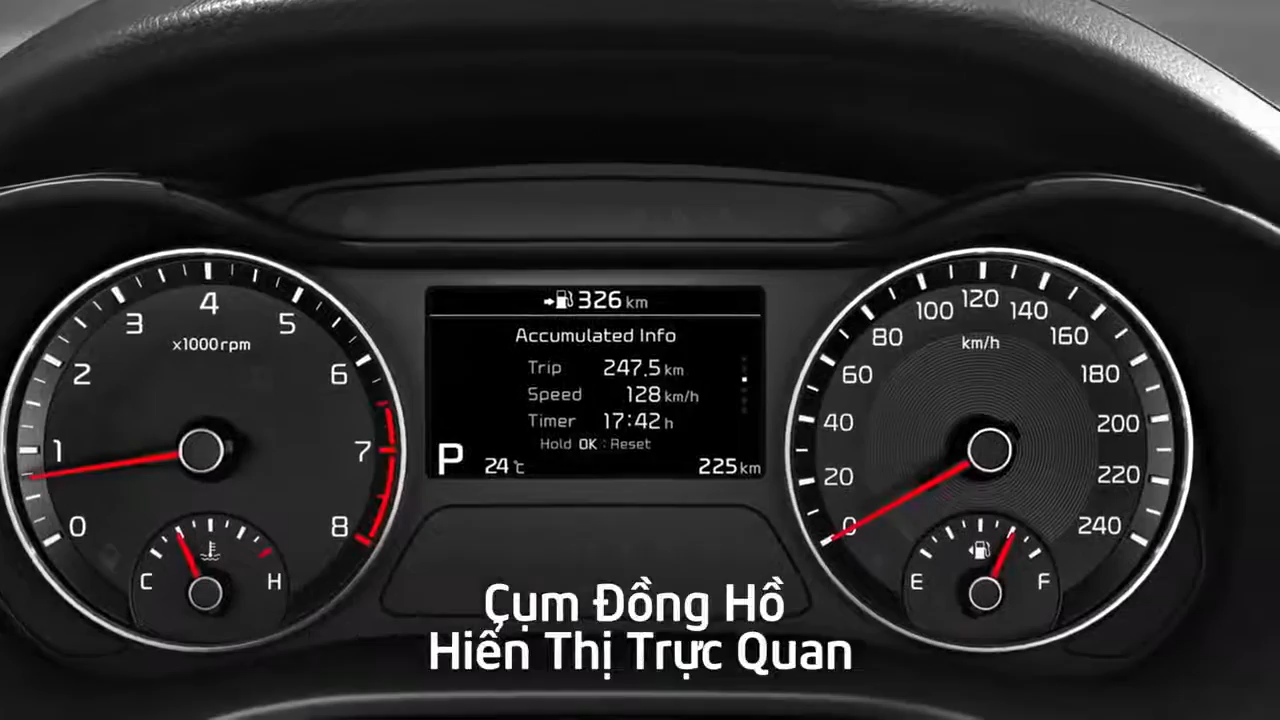 326 km
Accumulated Info
Trip 247.5 km
Speed 128 km/h
Timer 17:42 h
Hold OK : Reset
P 24℃ 225 km
0
1
2
3
4
5
6
7
8
x1000rpm
C H
0
20
40
60
80
100
120
140
160
180
200
220
240
km/h
E F
Cụm Đồng Hồ
Hiển Thị Trực Quan